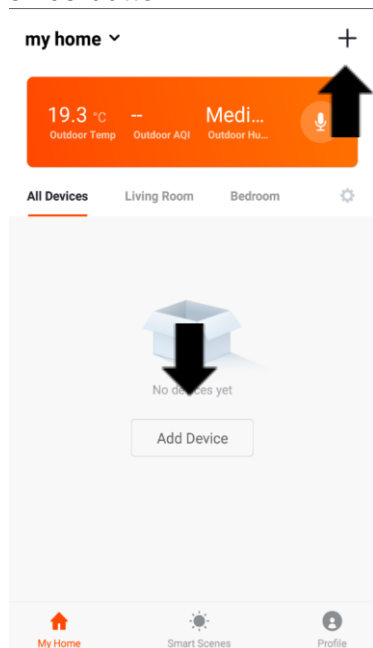 my home
19.3 °C -- Medi...
Outdoor Temp Outdoor AQI Outdoor Hu...
All Devices Living Room Bedroom
No devices yet
Add Device
My Home Smart Scenes Profile